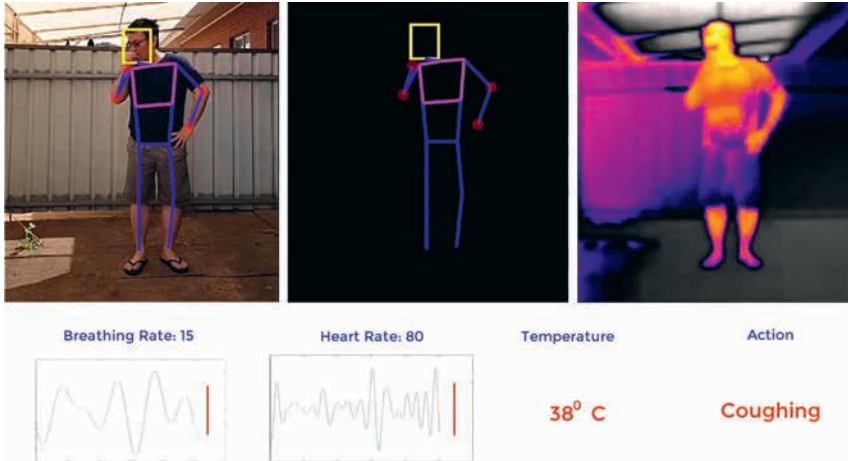 Breathing Rate: 15
Heart Rate: 80
Temperature
Action
38⁰ C
Coughing